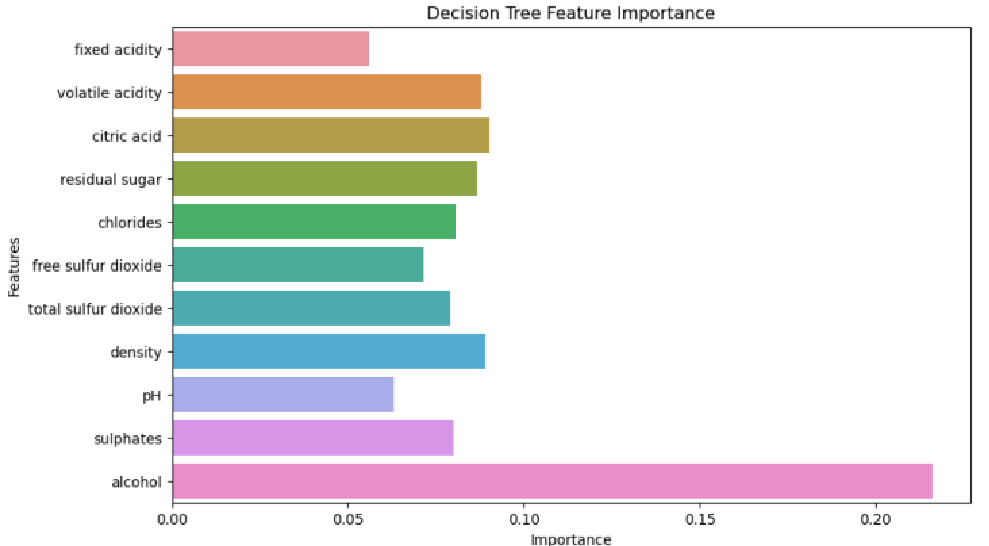 Decision Tree Feature Importance
Features
fixed acidity
volatile acidity
citric acid
residual sugar
chlorides
free sulfur dioxide
total sulfur dioxide
density
pH
sulphates
alcohol
0.00 0.05 0.10 0.15 0.20
Importance